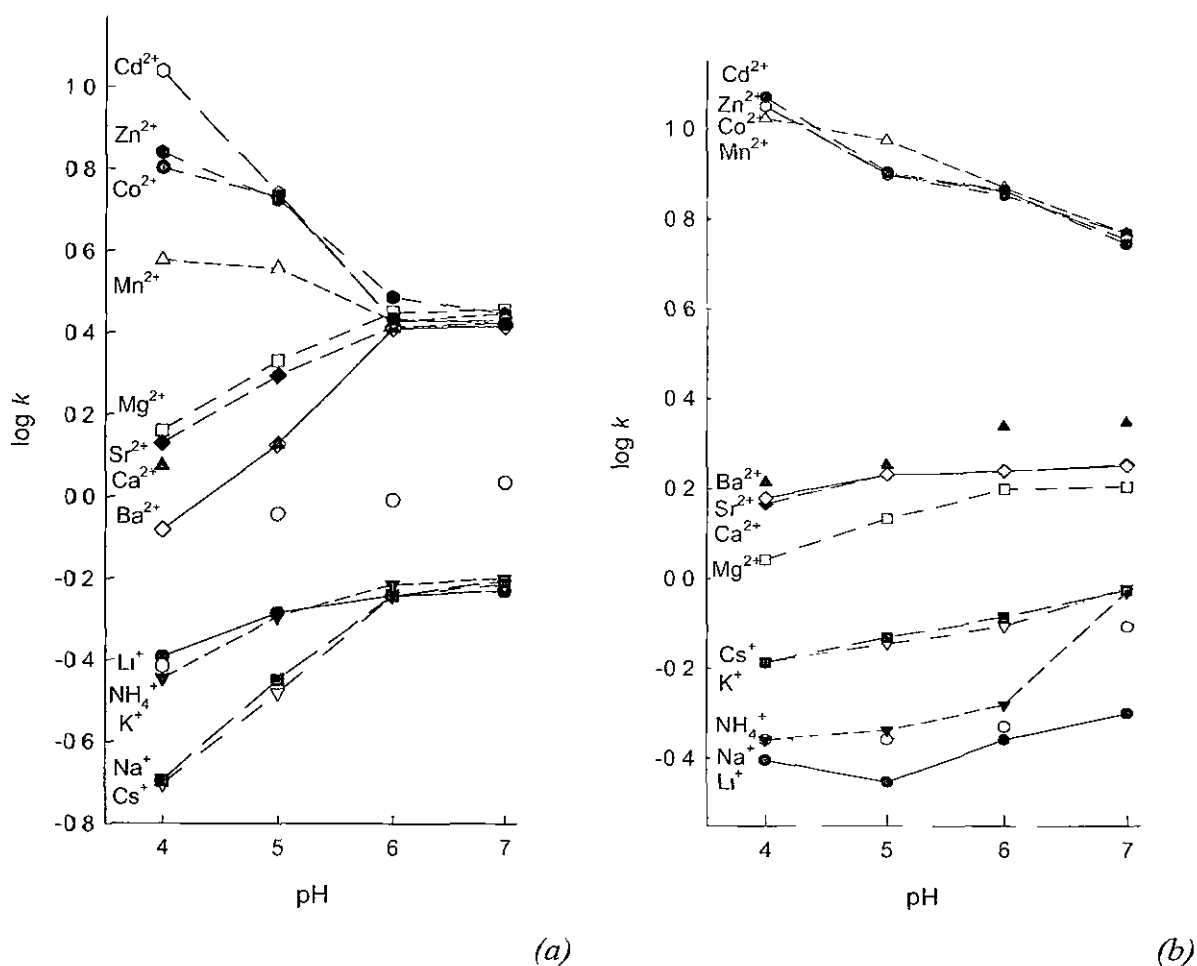 1 0
0 8
0 6
0 4
0 2
0.0
-0.2
-0.4
-0.6
-0 8
log k
Cd2+
Zn2+
Co2+
Mn2+
Mg2+
Sr2+
Ca2+
Ba2+
Li+
NH4+
K+
Na+
Cs+
4 5 6 7
pH
(a)
1 0
0.8
0 6
0 4
0 2
0 0
-0.2
-0.4
log k
Cd2+
Zn2+
Co2+
Mn2+
Ba2+
Sr2+
Ca2+
Mg2+
Cs+
K+
NH4+
Na+
Li+
4 5 6 7
pH
(b)